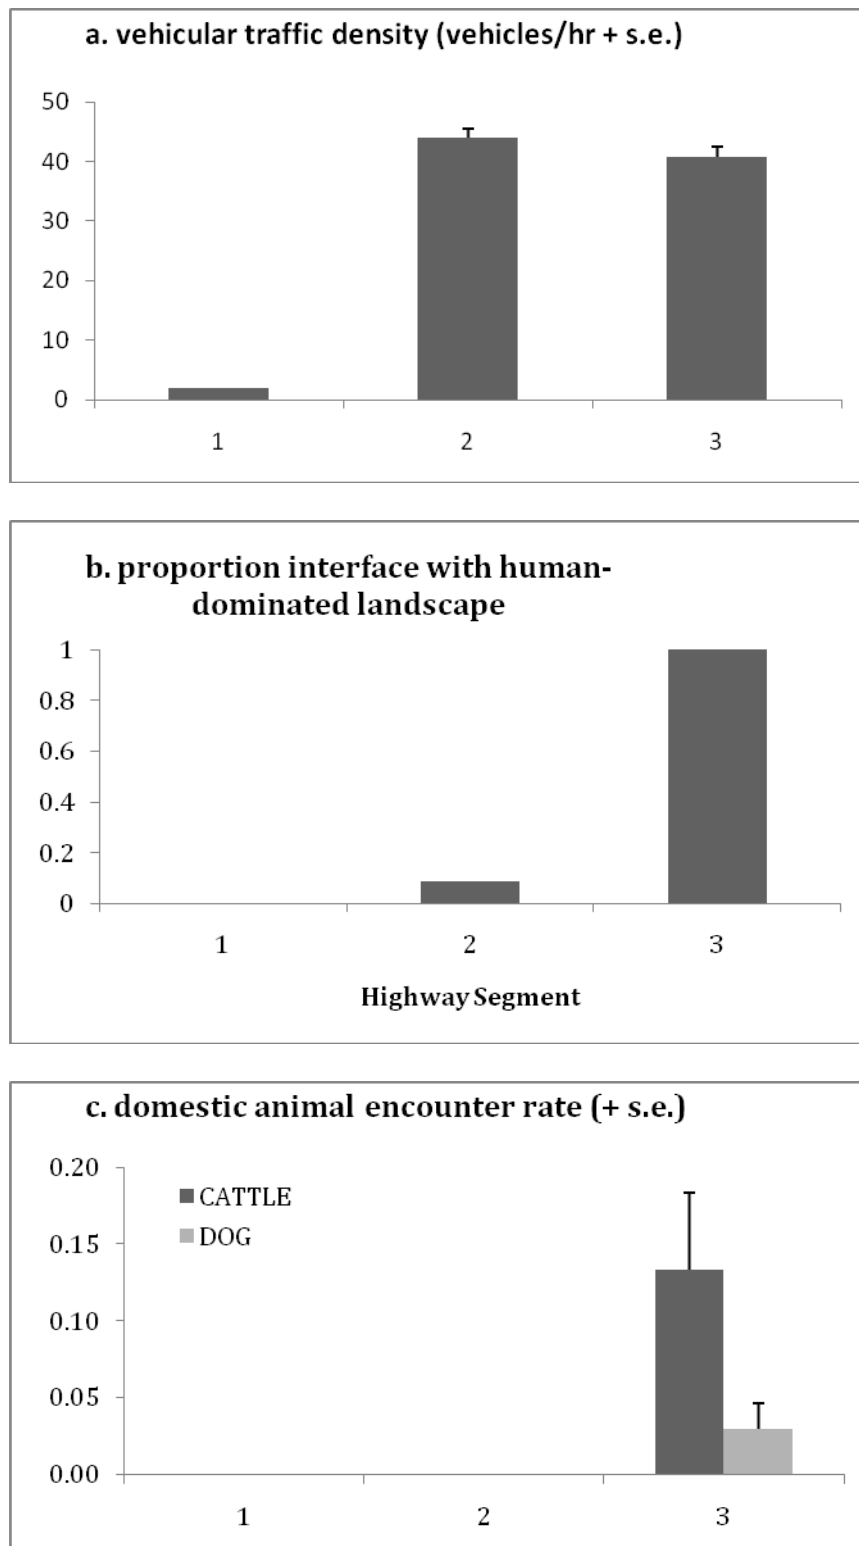 a. vehicular traffic density (vehicles/hr + s.e.)
50
40
30
20
10
0
1 2 3
b. proportion interface with human-
dominated landscape
1
0.8
0.6
0.4
0.2
0
1 2 3
Highway Segment
c. domestic animal encounter rate (+ s.e.)
0.20
CATTLE
DOG
0.15
0.10
0.05
0.00
1 2 3